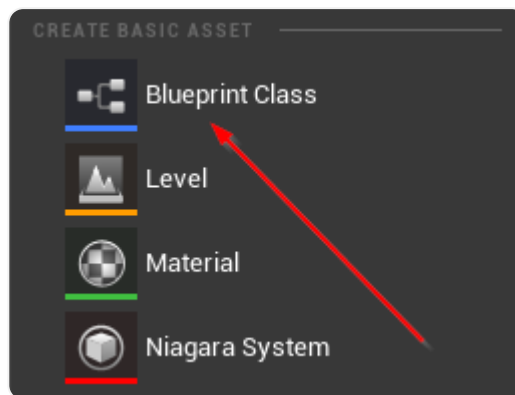 CREATE BASIC ASSET
Blueprint Class
Level
Material
Niagara System